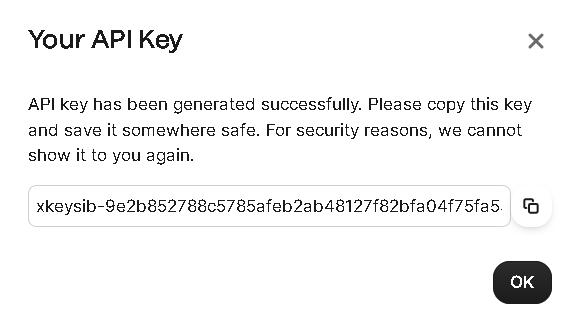 Your API Key
API key has been generated successfully. Please copy this key
and save it somewhere safe. For security reasons, we cannot
show it to you again.
xkeysib-9e2b852788c5785afeb2ab48127f82bfa04f75fa5
OK